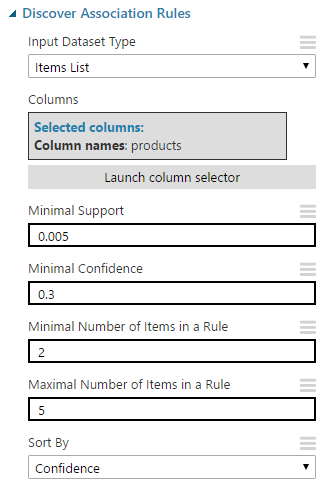 Discover Association Rules
Input Dataset Type
Items List
Columns
Selected columns:
Column names: products
Launch column selector
Minimal Support
0.005
Minimal Confidence
0.3
Minimal Number of Items in a Rule
2
Maximal Number of Items in a Rule
5
Sort By
Confidence